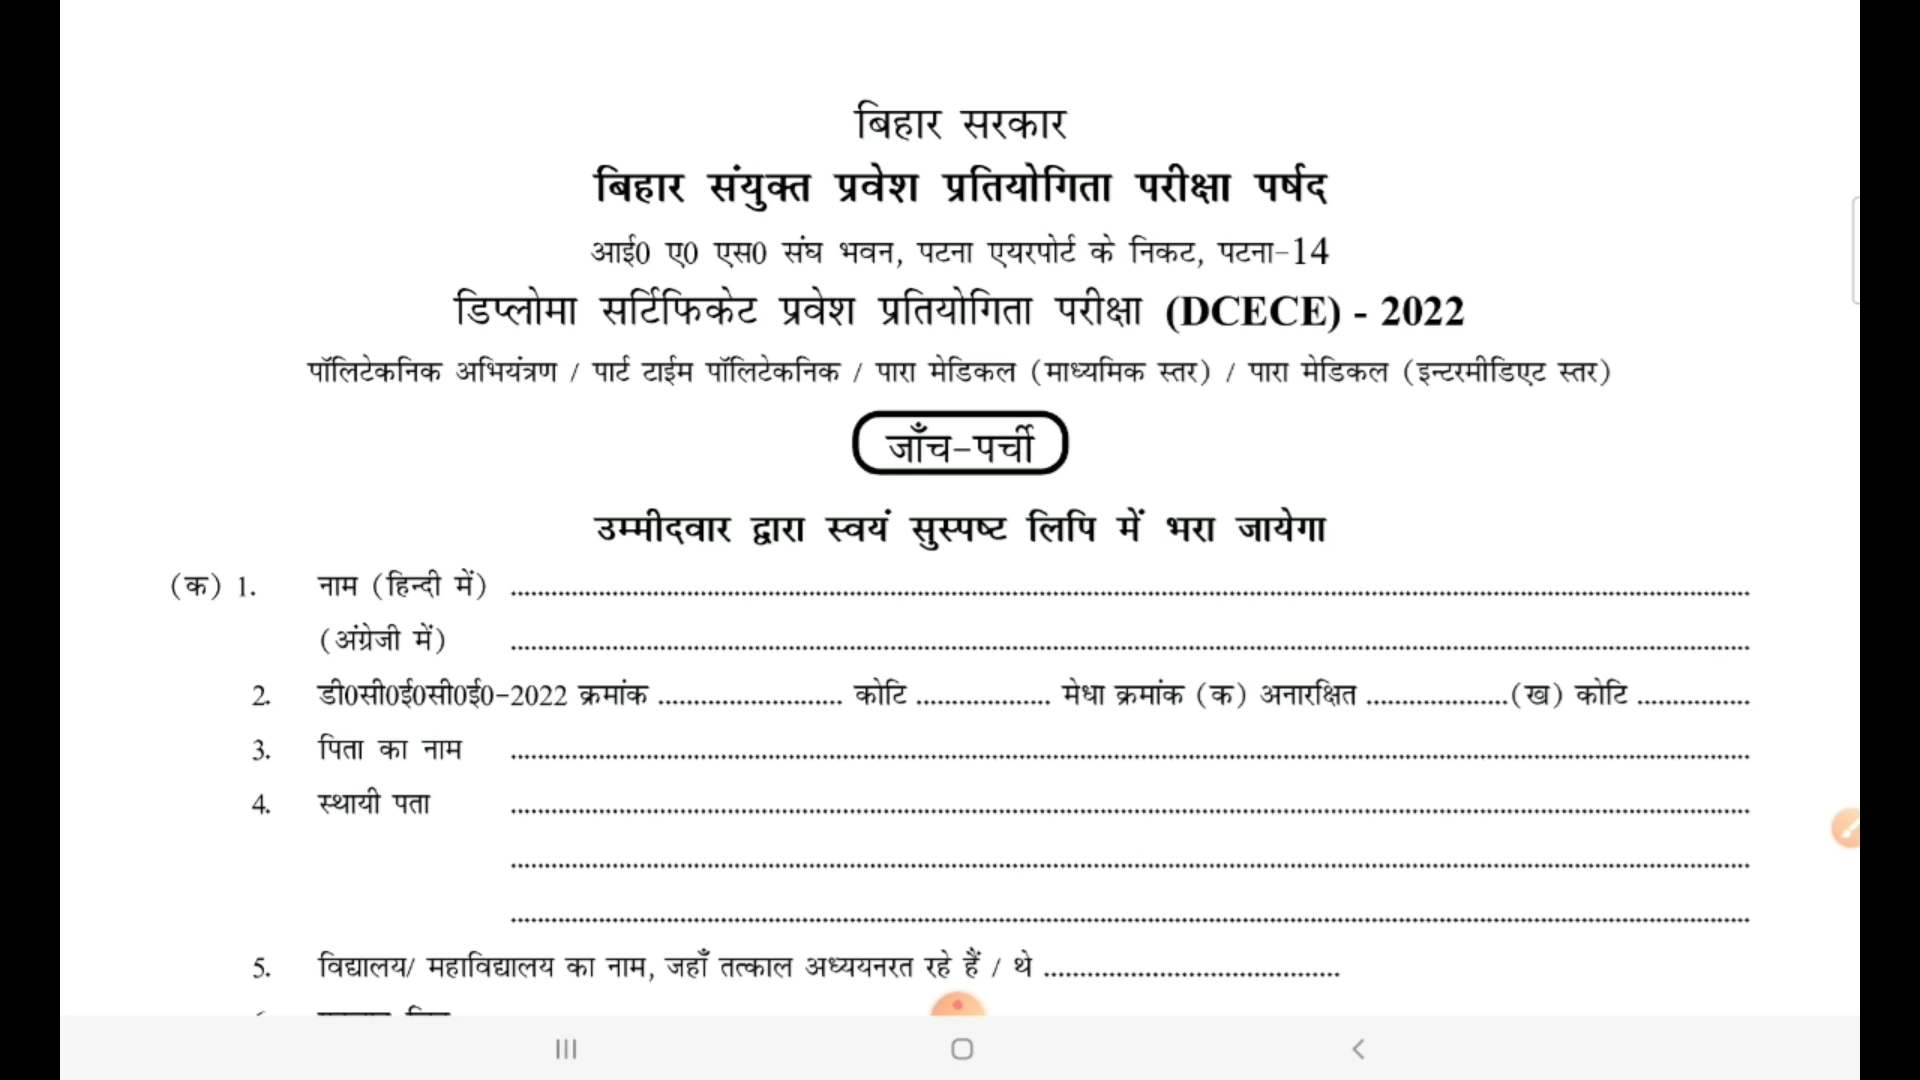 बिहार सरकार
बिहार संयुक्त प्रवेश प्रतियोगिता परीक्षा पर्षद
आई0 ए0 एस0 संघ भवन, पटना एयरपोर्ट के निकट, पटना-14
डिप्लोमा सर्टिफिकेट प्रवेश प्रतियोगिता परीक्षा (DCECE) - 2022
पॉलिटेकनिक अभियंत्रण / पार्ट टाईम पॉलिटेकनिक / पारा मेडिकल (माध्यमिक स्तर) / पारा मेडिकल (इन्टरमीडिएट स्तर)
जाँच-पर्ची
उम्मीदवार द्वारा स्वयं सुस्पष्ट लिपि में भरा जायेगा
(क) 1. नाम (हिन्दी में) ....................
(अंग्रेजी में) ....................
2. डी0सी0ई0सी0ई0-2022 क्रमांक .................... कोटि .................... मेधा क्रमांक (क) अनारक्षित ....................(ख) कोटि ....................
3. पिता का नाम ....................
4. स्थायी पता ....................
5. विद्यालय/ महाविद्यालय का नाम, जहाँ तत्काल अध्ययनरत रहे हैं / थे ....................